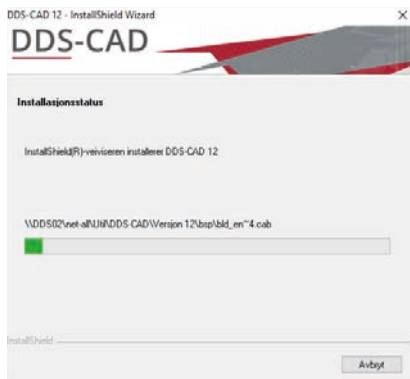 DDS-CAD 12 - InstallShield Wizard
DDS-CAD
Installasjonsstatus
InstallShield(R)-veiviseren installerer DDS-CAD 12
\\DDS02\net-all\Util\DDS-CAD\Versjon 12\bsp\bld_en~4.cab
InstallShield
Avbryt